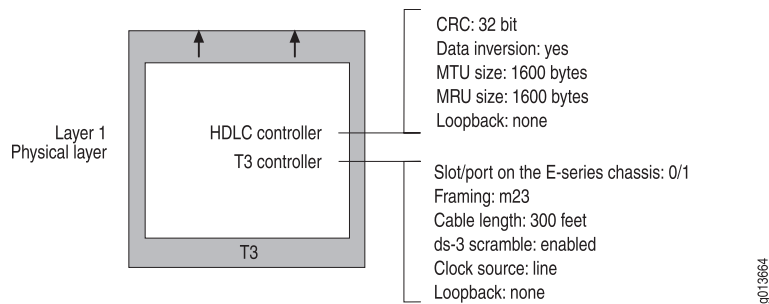 CRC: 32 bit
Data inversion: yes
MTU size: 1600 bytes
MRU size: 1600 bytes
Loopback: none
Layer 1
Physical layer
HDLC controller
T3 controller
Slot/port on the E-series chassis: 0/1
Framing: m23
Cable length: 300 feet
ds-3 scramble: enabled
Clock source: line
Loopback: none
T3
g013664